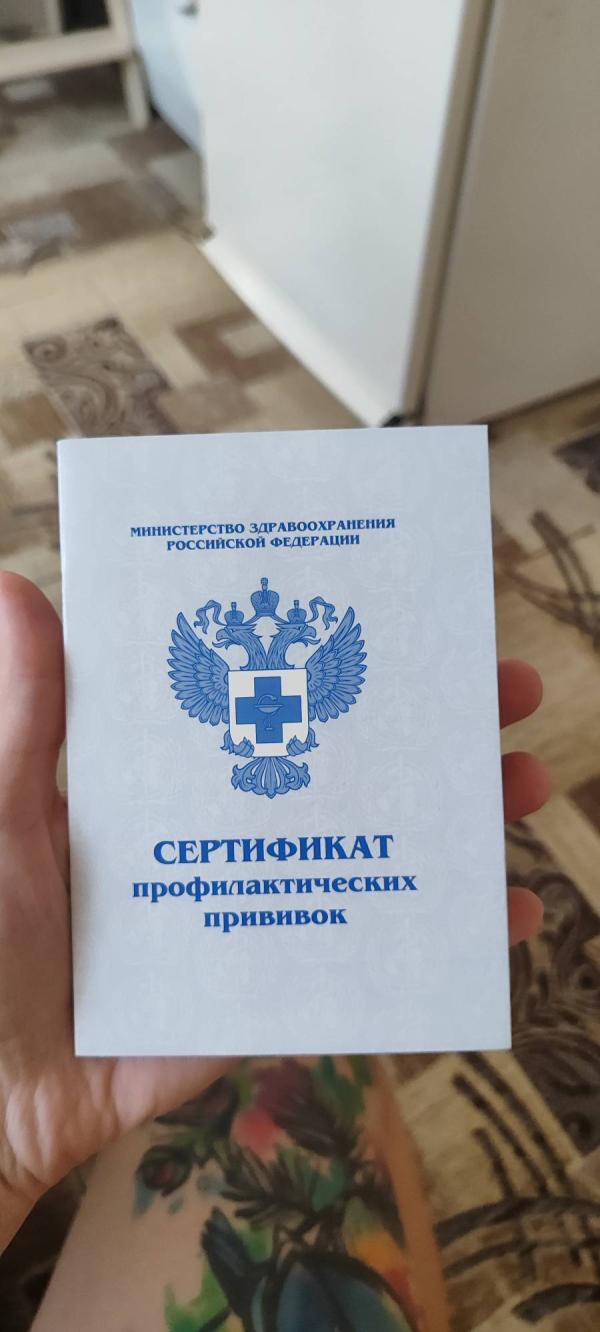 МИНИСТЕРСТВО ЗДРАВООХРАНЕНИЯ
РОССИЙСКОЙ ФЕДЕРАЦИИ
СЕРТИФИКАТ
профилактических
прививок